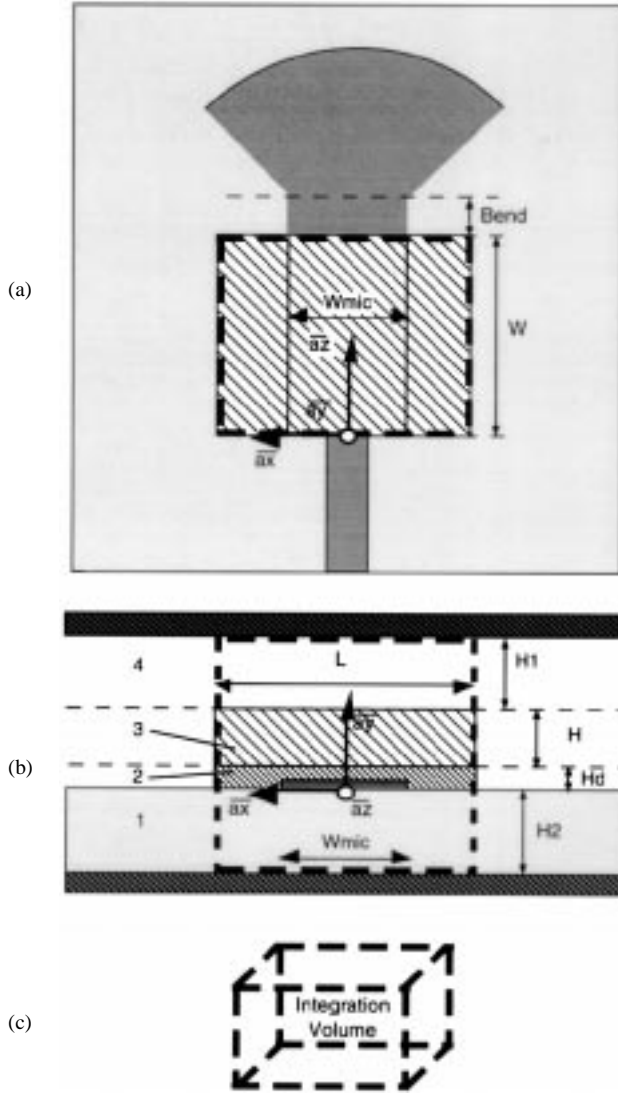 (a)
Bend
Wmic
az
W
ay
ax
4
L
H1
3
ay
H
(b)
2
Hd
ax
az
1
Wmic
H2
(c)
Integration
Volume